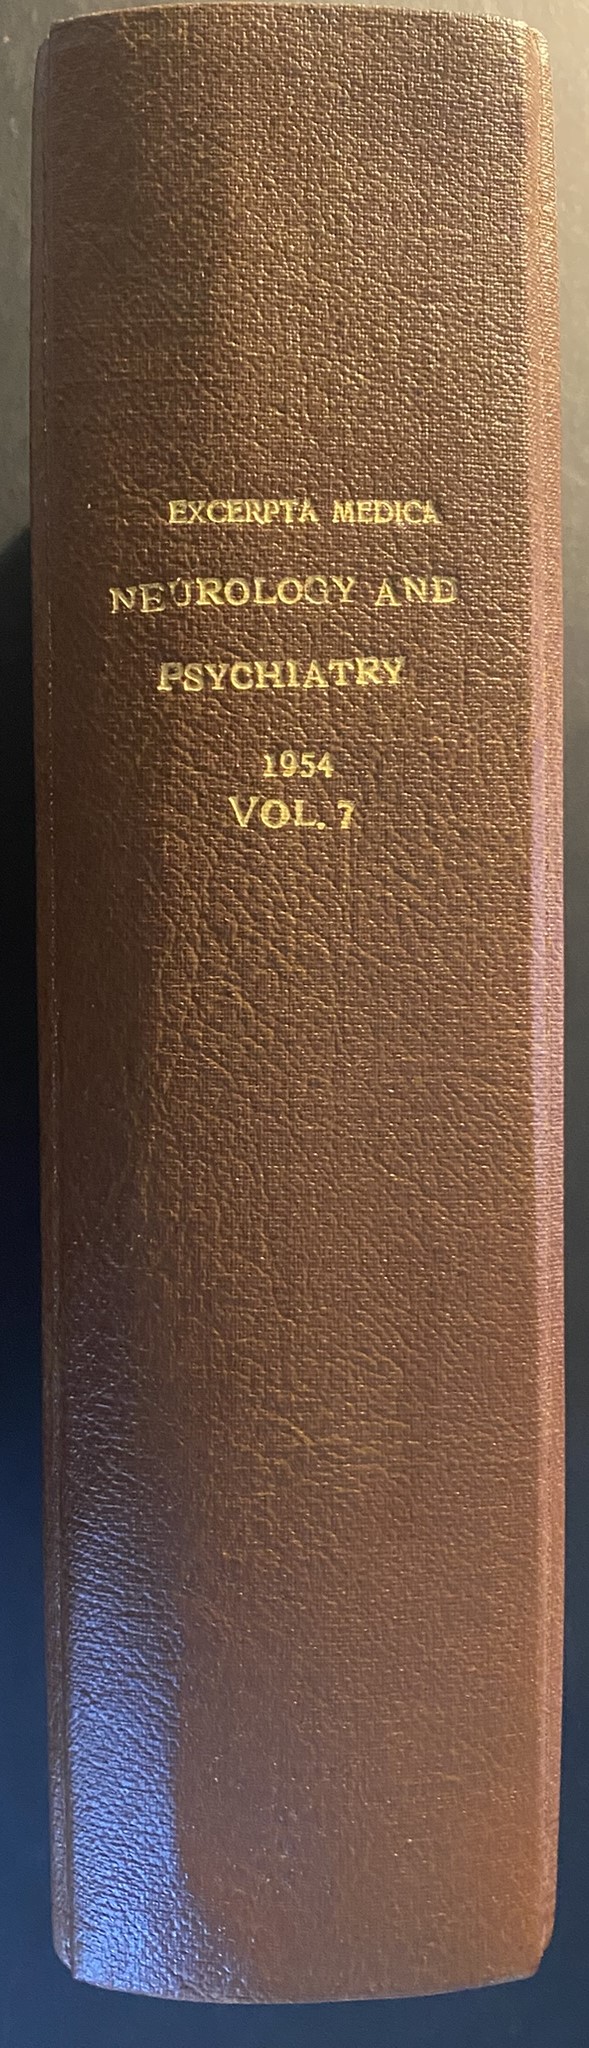 EXCERPTA MEDICA
NEUROLOGY AND
PSYCHIATRY
1954
VOL. 7